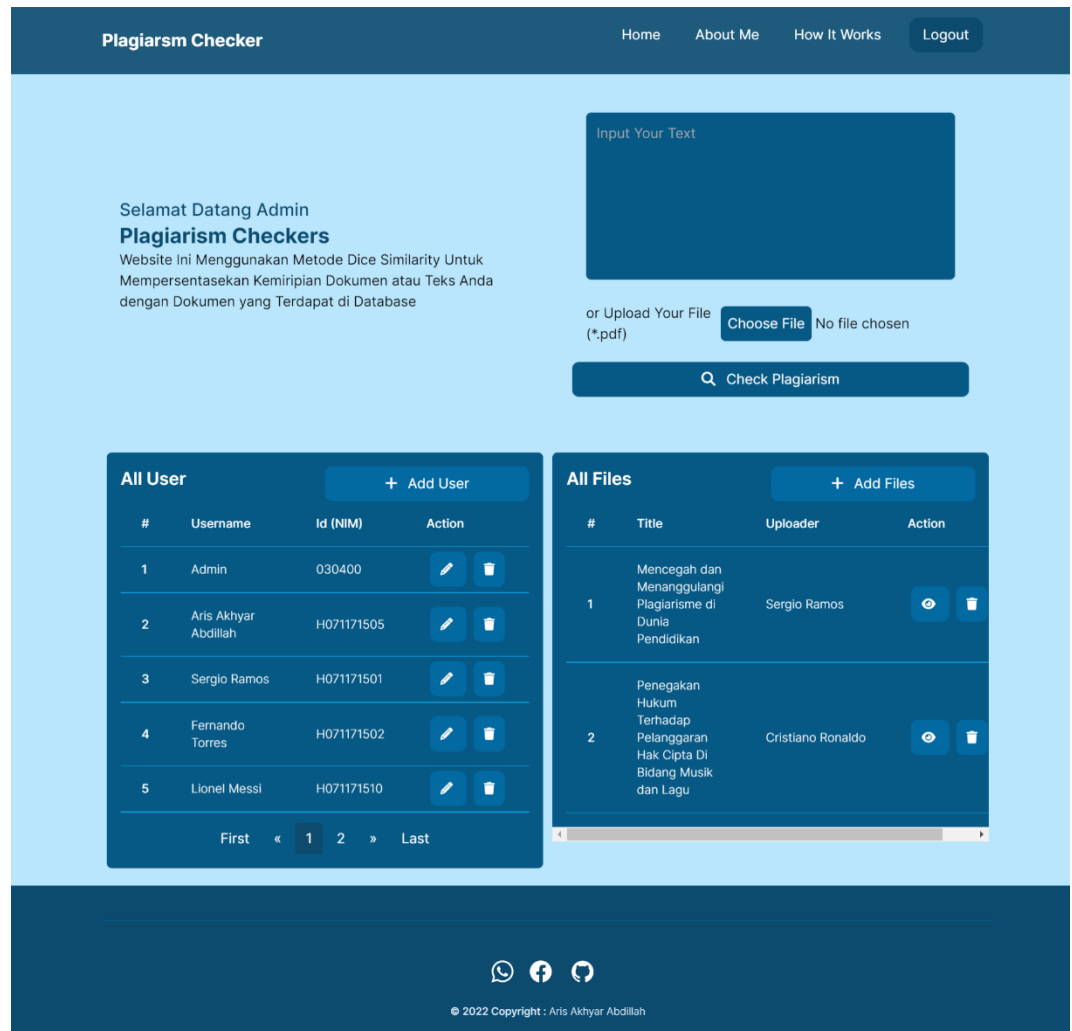 Plagiarsm Checker
Home About Me How It Works Logout
Input Your Text
Selamat Datang Admin
Plagiarism Checkers
Website Ini Menggunakan Metode Dice Similarity Untuk
Mempersentasekan Kemiripian Dokumen atau Teks Anda
dengan Dokumen yang Terdapat di Database
or Upload Your File
(*.pdf)
Choose File No file chosen
Check Plagiarism
All User
+ Add User
# Username Id (NIM) Action
1 Admin 030400
2 Aris Akhyar
Abdillah H071171505
3 Sergio Ramos H071171501
4 Fernando
Torres H071171502
5 Lionel Messi H071171510
First « 1 2 » Last
All Files
+ Add Files
# Title Uploader Action
1 Mencegah dan
Menanggulangi
Plagiarisme di
Dunia
Pendidikan
Sergio Ramos
2 Penegakan
Hukum
Terhadap
Pelanggaran
Hak Cipta Di
Bidang Musik
dan Lagu
Cristiano Ronaldo
© 2022 Copyright : Aris Akhyar Abdillah